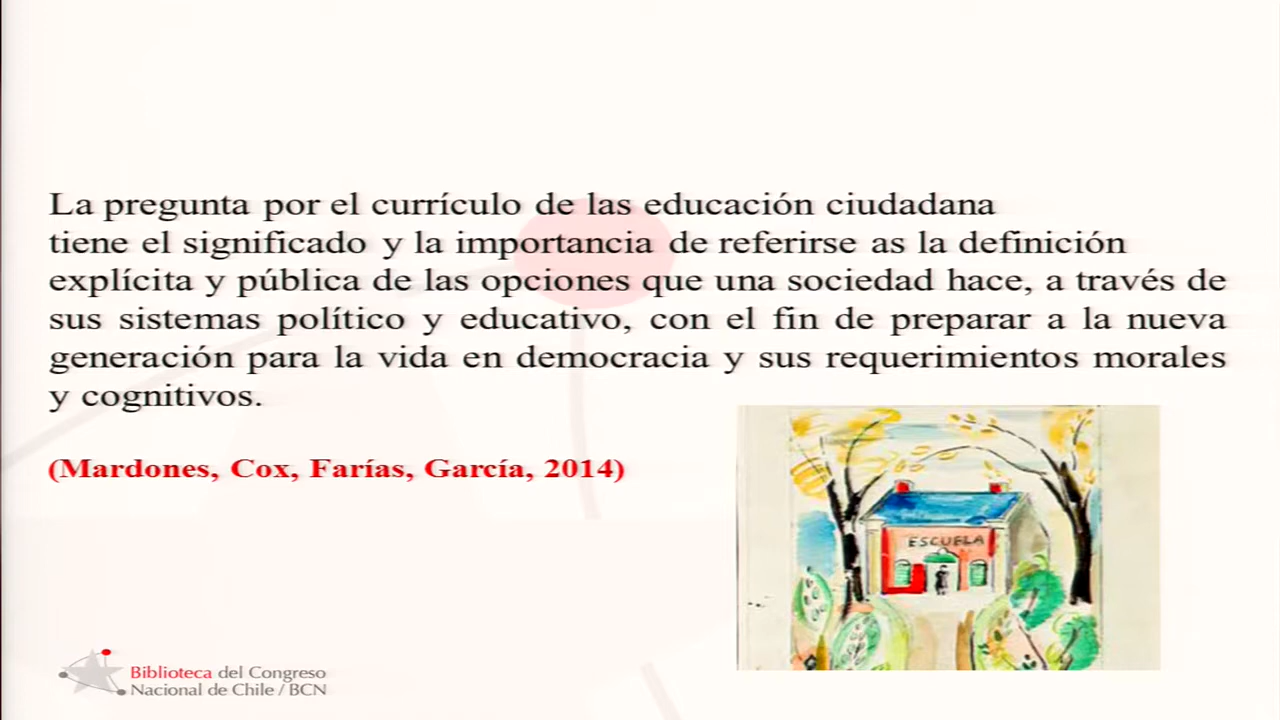 La pregunta por el currículo de las educación ciudadana
tiene el significado y la importancia de referirse as la definición
explícita y pública de las opciones que una sociedad hace, a través de
sus sistemas político y educativo, con el fin de preparar a la nueva
generación para la vida en democracia y sus requerimientos morales
y cognitivos.
(Mardones, Cox, Farías, García, 2014)
ESCUELA
Biblioteca del Congreso
Nacional de Chile / BCN